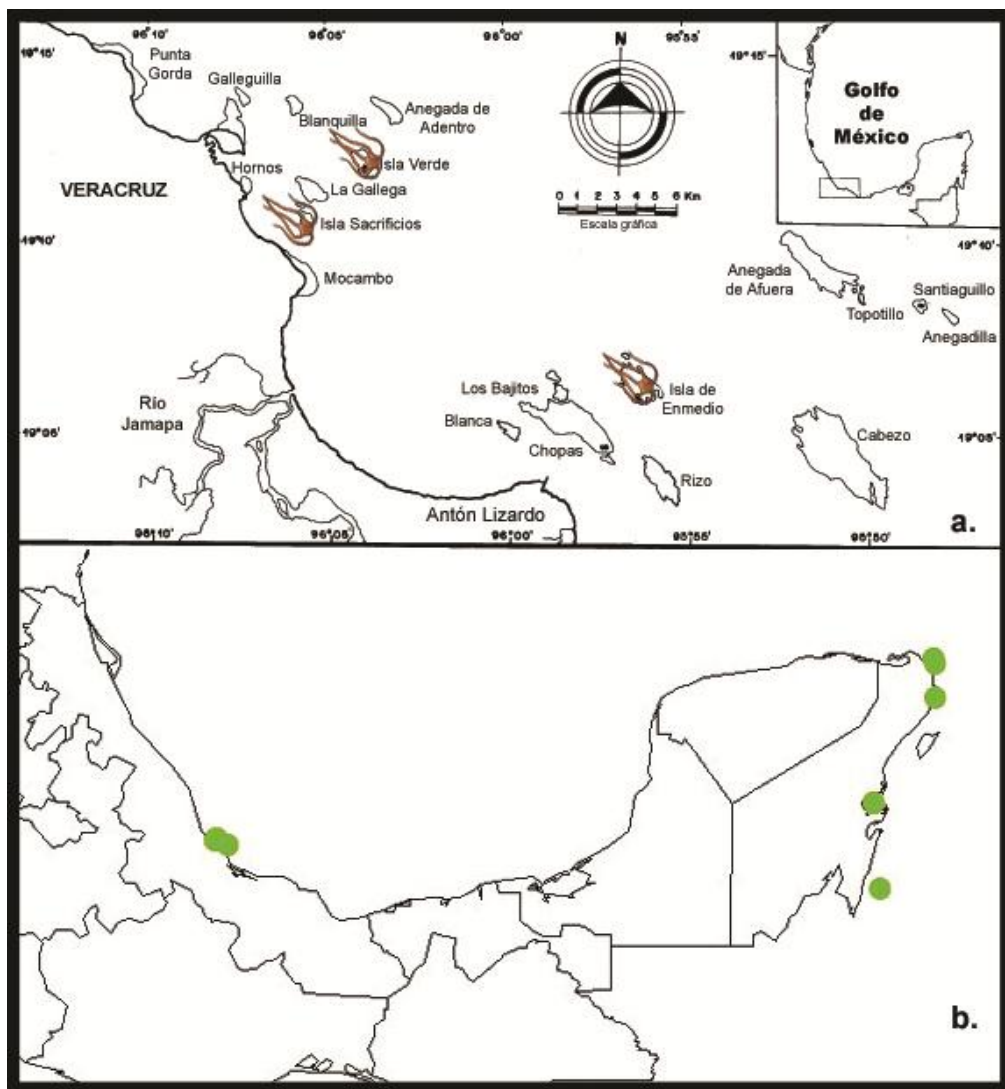 96°10'
96°05'
96°00'
95°55'
19°15'
19°15'
Punta
Gorda
Galleguilla
Blanquilla
Anegada de
Adentro
N
Golfo
de
México
Isla Verde
Hornos
La Gallega
VERACRUZ
Isla Sacrificios
0 1 2 3 4 5 6 Km
Escala gráfica
19°10'
19°10'
Mocambo
Anegada
de Afuera
Santiaguillo
Topotillo
Anegadilla
Los Bajitos
Isla de
Enmedio
Río
Jamapa
Blanca
Cabezo
19°05'
19°05'
Chopas
Rizo
Antón Lizardo
a.
96°10'
96°05'
96°00'
95°55'
95°50'
b.